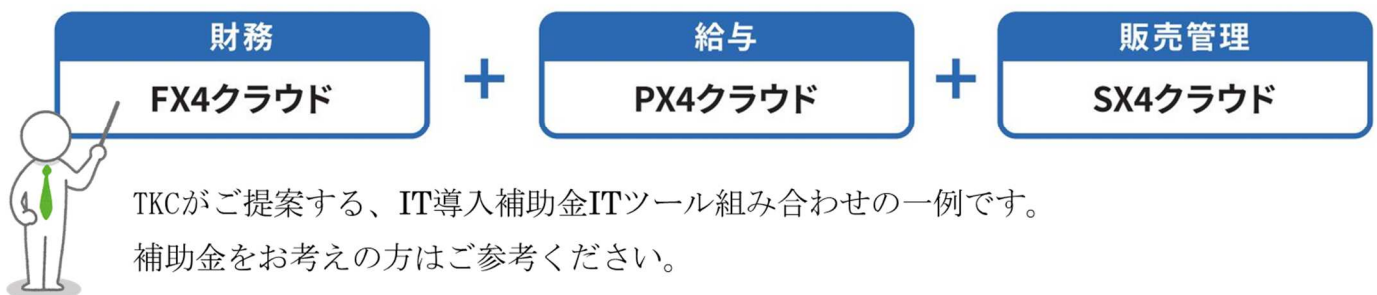 財務
FX4クラウド
+
給与
PX4クラウド
+
販売管理
SX4クラウド
TKCがご提案する、IT導入補助金ITツール組み合わせの一例です。
補助金をお考えの方はご参考ください。